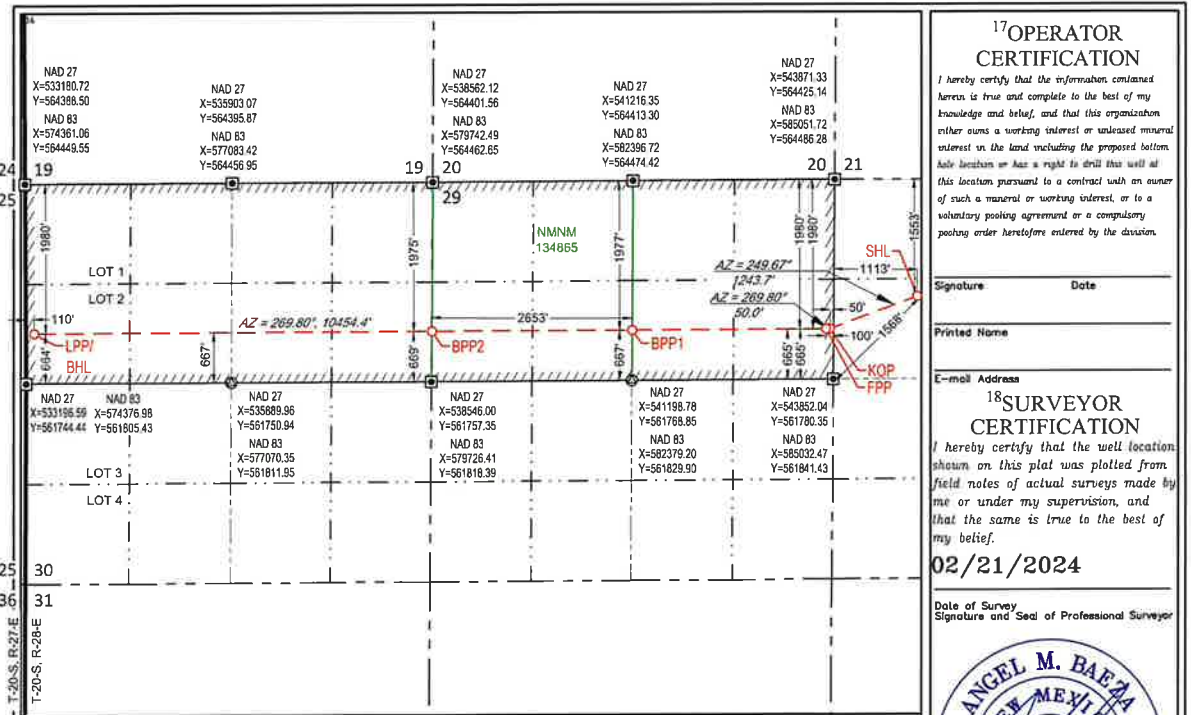 NAD 27
X=533180.72
Y=564388.50
NAD 83
X=574361.06
Y=564449.55
NAD 27
X=535903.07
Y=564395.87
NAD 83
X=577083.42
Y=564456.95
NAD 27
X=538562.12
Y=564401.56
NAD 83
X=579742.49
Y=564462.65
NAD 27
X=541216.35
Y=564413.30
NAD 83
X=582396.72
Y=564474.42
NAD 27
X=543871.33
Y=564425.14
NAD 83
X=585051.72
Y=564486.28
24 19
25
19 20
29
20 21
NMNM
134865
1980'
1975'
1977'
1980'
1980'
1553'
SHL
1113'
AZ = 249.67°
1243.7'
AZ = 269.80°
50.0'
50'
100'
1568'
LOT 1
LOT 2
110'
AZ = 269.80°, 10454.4'
2653'
LPP/
BHL
BPP2
BPP1
KOP
FPP
664'
667'
669'
667'
665'
665'
NAD 27
X=533196.59
Y=561744.44
NAD 83
X=574376.98
Y=561805.43
NAD 27
X=535889.96
Y=561750.94
NAD 83
X=577070.35
Y=561811.95
NAD 27
X=538546.00
Y=561757.35
NAD 83
X=579726.41
Y=561818.39
NAD 27
X=541198.78
Y=561768.85
NAD 83
X=582379.20
Y=561829.90
NAD 27
X=543852.04
Y=561780.35
NAD 83
X=585032.47
Y=561841.43
LOT 3
LOT 4
25 30
36 31
T-20-S, R-27-E
T-20-S, R-28-E
17OPERATOR
CERTIFICATION
I hereby certify that the information contained
herein is true and complete to the best of my
knowledge and belief, and that this organization
either owns a working interest or unleased mineral
interest in the land including the proposed bottom
hole location or has a right to drill this well at
this location pursuant to a contract with an owner
of such a mineral or working interest, or to a
voluntary pooling agreement or a compulsory
pooling order heretofore entered by the division.
Signature Date
Printed Name
E-mail Address
18SURVEYOR
CERTIFICATION
I hereby certify that the well location
shown on this plat was plotted from
field notes of actual surveys made by
me or under my supervision, and
that the same is true to the best of
my belief.
02/21/2024
Date of Survey
Signature and Seal of Professional Surveyor
ANGEL M. BAEZA
NEW MEXI